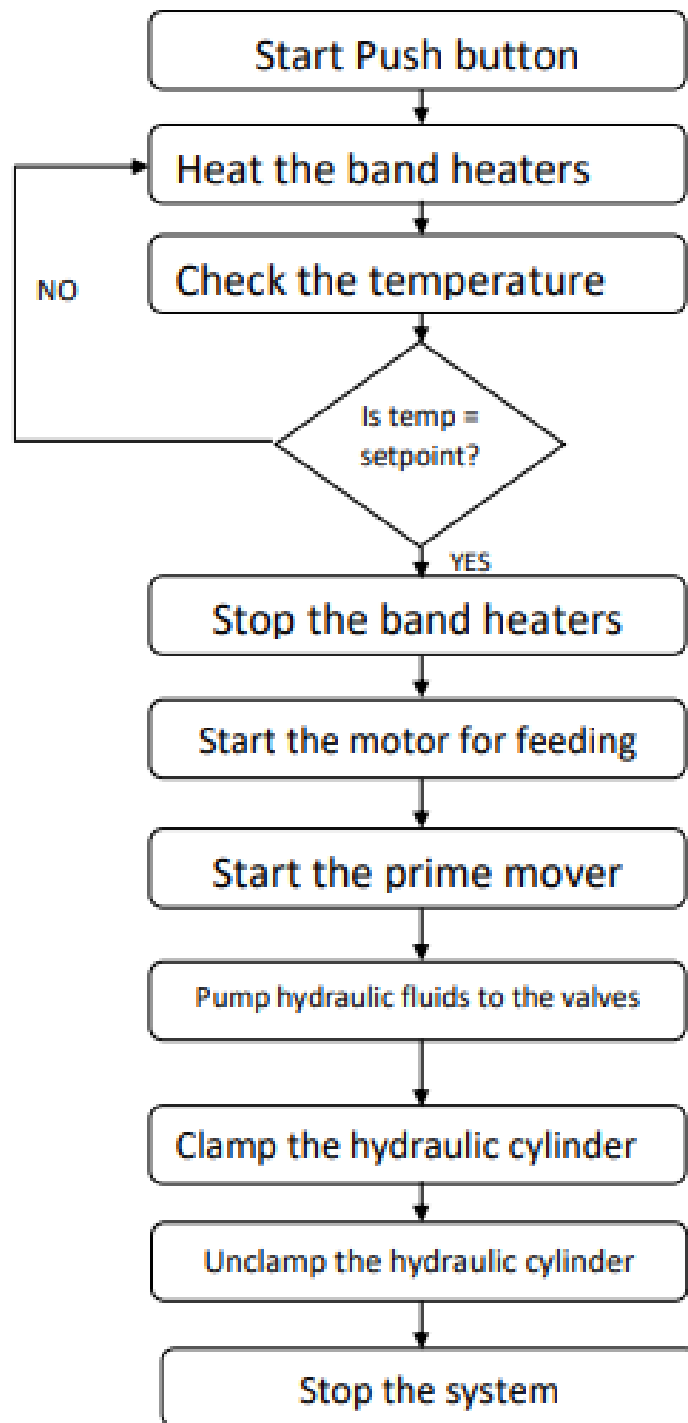 Start Push button
Heat the band heaters
Check the temperature
NO
Is temp =
setpoint?
YES
Stop the band heaters
Start the motor for feeding
Start the prime mover
Pump hydraulic fluids to the valves
Clamp the hydraulic cylinder
Unclamp the hydraulic cylinder
Stop the system